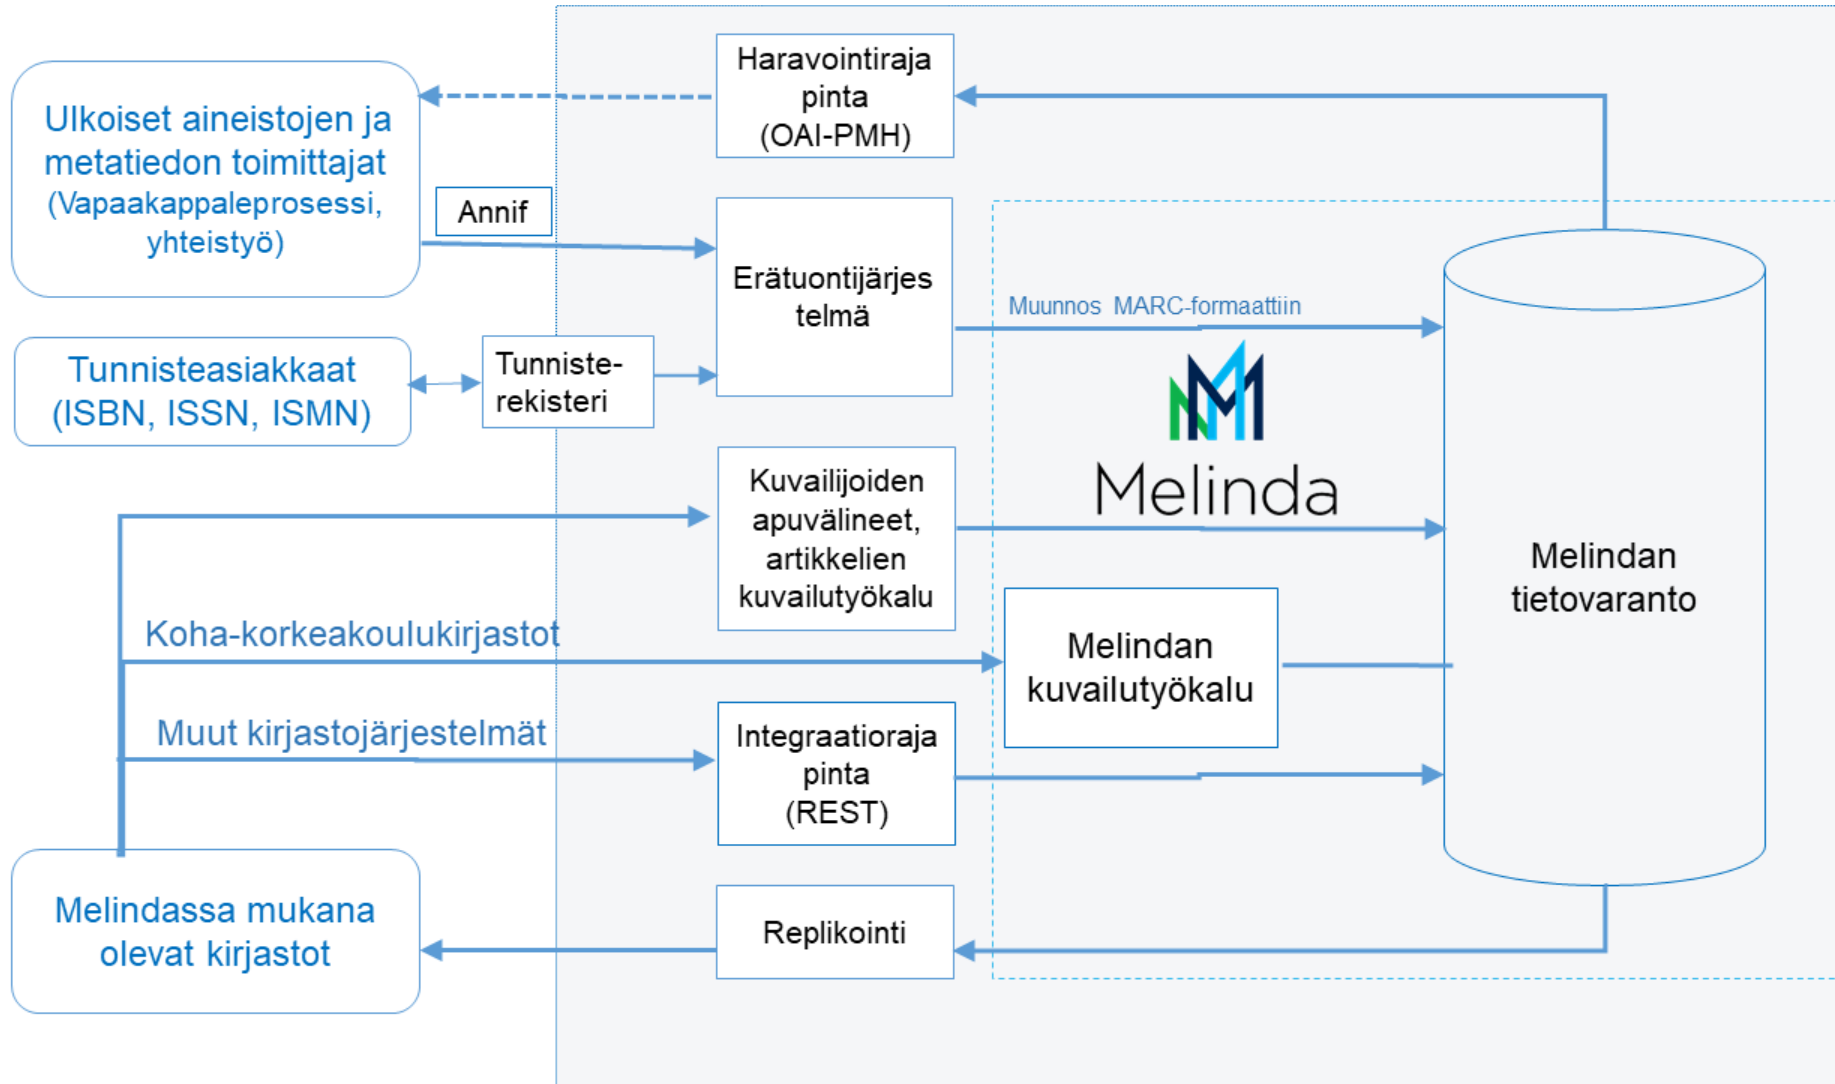 Haravointiraja
pinta
(OAI-PMH)
Ulkoiset aineistojen ja
metatiedon toimittajat
(Vapaakappaleprosessi,
yhteistyö)
Annif
Erätuontijärjes
telmä
Muunnos MARC-formaattiin
Tunnisteasiakkaat
(ISBN, ISSN, ISMN)
Tunniste-
rekisteri
Melinda
Kuvailijoiden
apuvälineet,
artikkelien
kuvailutyökalu
Melindan
tietovaranto
Koha-korkeakoulukirjastot
Melindan
kuvailutyökalu
Muut kirjastojärjestelmät
Integraatioraja
pinta
(REST)
Melindassa mukana
olevat kirjastot
Replikointi